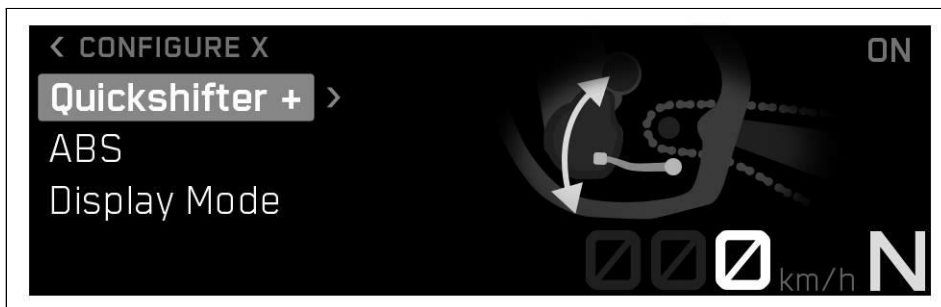 < CONFIGURE X
ON
Quickshifter + >
ABS
Display Mode
000 km/h N